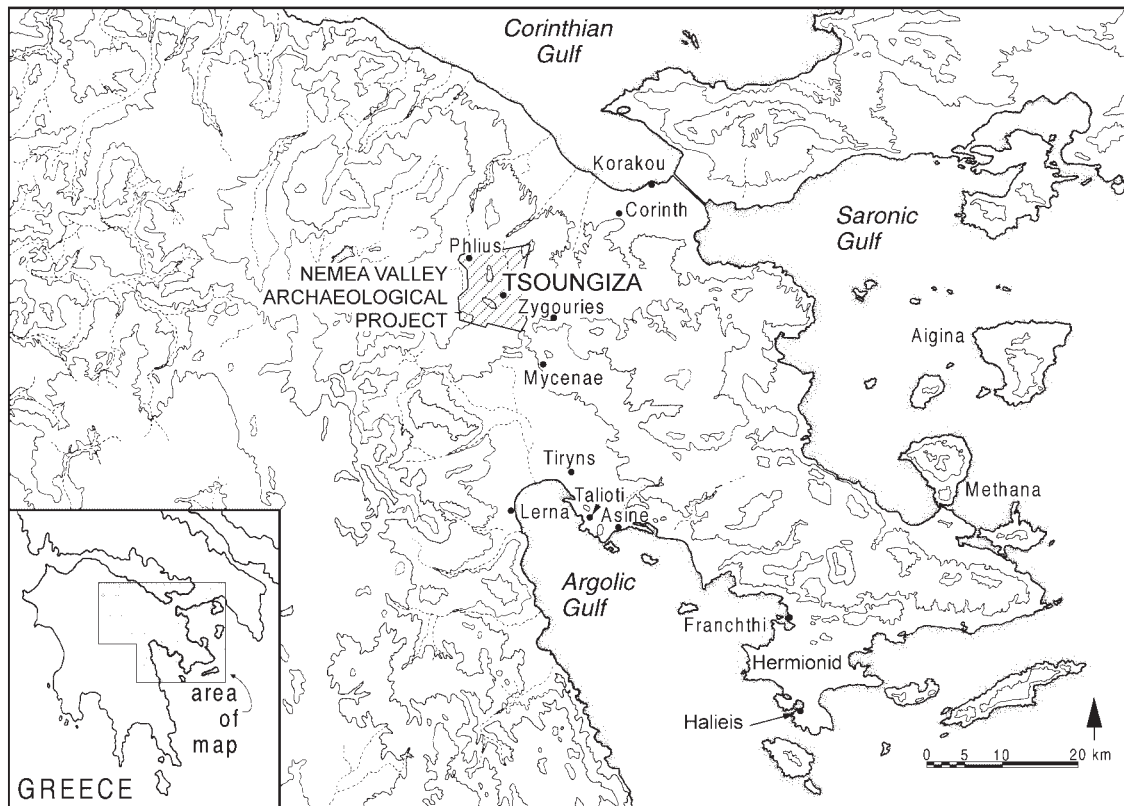 Corinthian
Gulf
Korakou
Corinth
Saronic
Gulf
Phlius
NEMEA VALLEY
ARCHAEOLOGICAL
PROJECT
TSOUNGIZA
Zygouries
Aigina
Mycenae
Tiryns
Talioti
Lerna
Asine
Methana
Argolic
Gulf
Franchthi
Hermionid
Halieis
0 5 10 20 km
area
of
map
GREECE